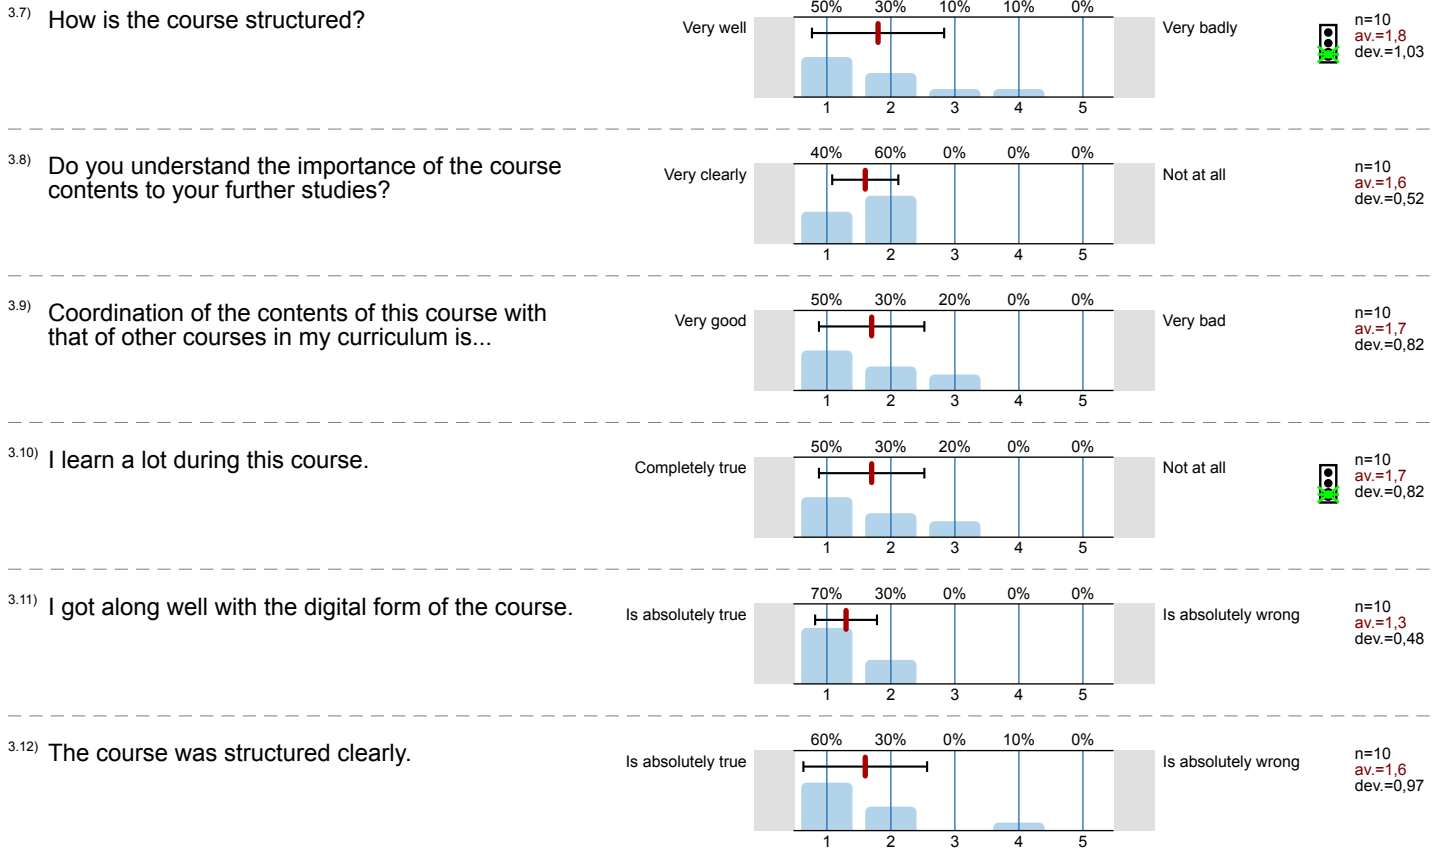 3.7) How is the course structured?
50% 30% 10% 10% 0%
Very well
Very badly
n=10
av.=1,8
dev.=1,03
1 2 3 4 5
3.8) Do you understand the importance of the course
contents to your further studies?
40% 60% 0% 0% 0%
Very clearly
Not at all
n=10
av.=1,6
dev.=0,52
1 2 3 4 5
3.9) Coordination of the contents of this course with
that of other courses in my curriculum is...
50% 30% 20% 0% 0%
Very good
Very bad
n=10
av.=1,7
dev.=0,82
1 2 3 4 5
3.10) I learn a lot during this course.
50% 30% 20% 0% 0%
Completely true
Not at all
n=10
av.=1,7
dev.=0,82
1 2 3 4 5
3.11) I got along well with the digital form of the course.
70% 30% 0% 0% 0%
Is absolutely true
Is absolutely wrong
n=10
av.=1,3
dev.=0,48
1 2 3 4 5
3.12) The course was structured clearly.
60% 30% 0% 10% 0%
Is absolutely true
Is absolutely wrong
n=10
av.=1,6
dev.=0,97
1 2 3 4 5